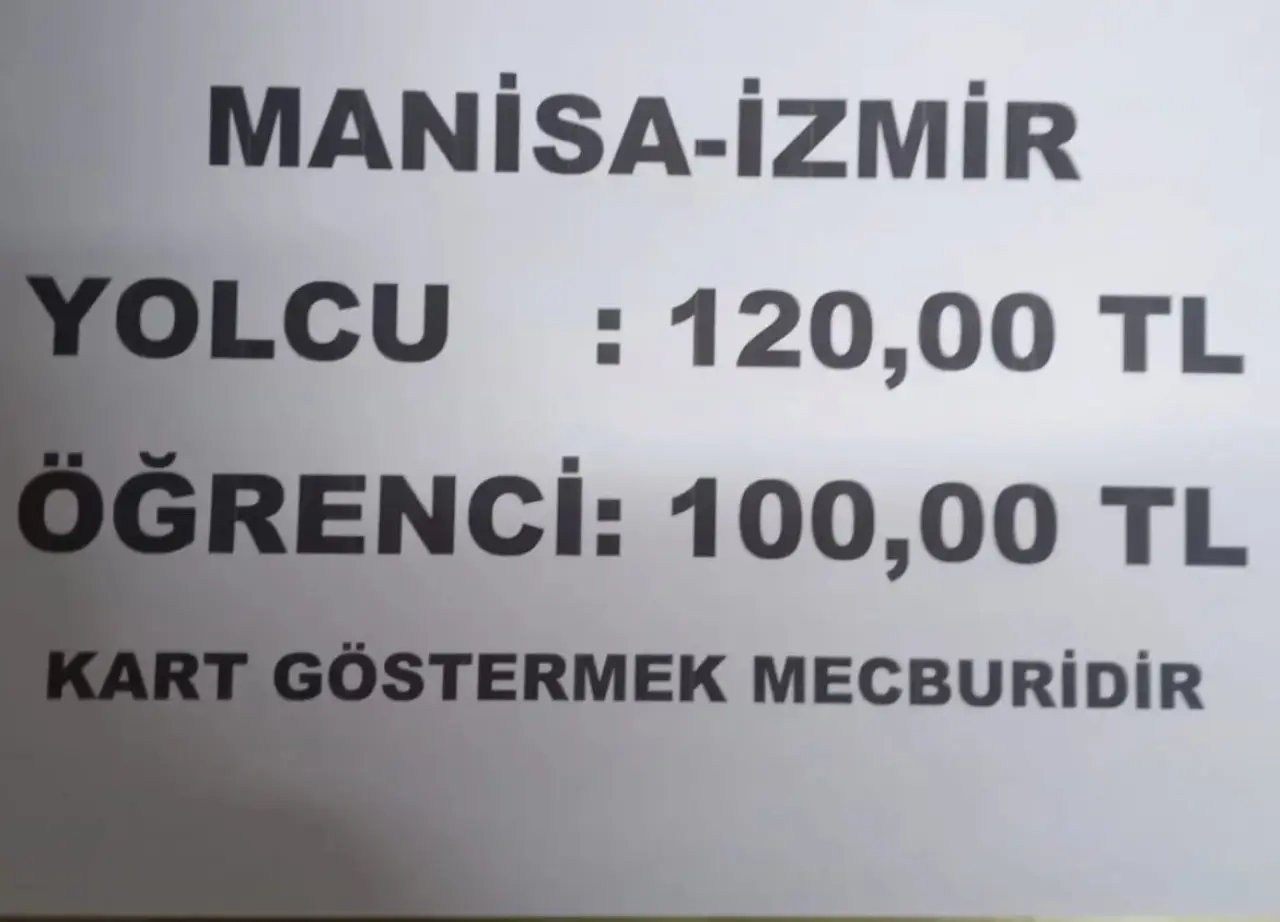 MANİSA-İZMİR
YOLCU : 120,00 TL
ÖĞRENCİ: 100,00 TL
KART GÖSTERMEK MECBURİDİR